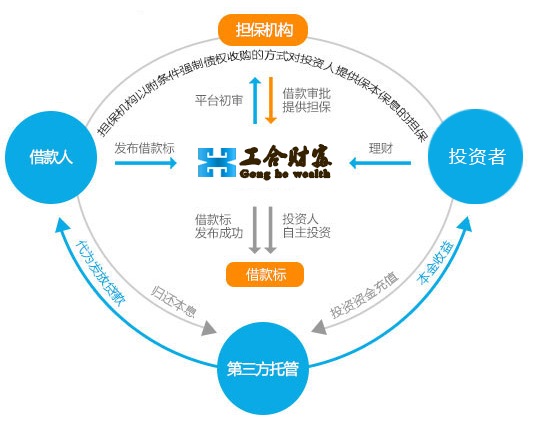 担保机构
担保机构以附条件强制债权收购的方式对投资人提供保本保息的担保
平台初审
借款审批
提供担保
借款人
发布借款标
工合财富
Gong he wealth
理财
投资者
借款标
发布成功
投资人
自主投资
借款标
代为发放贷款
归还本息
投资资金充值
本金收益
第三方托管